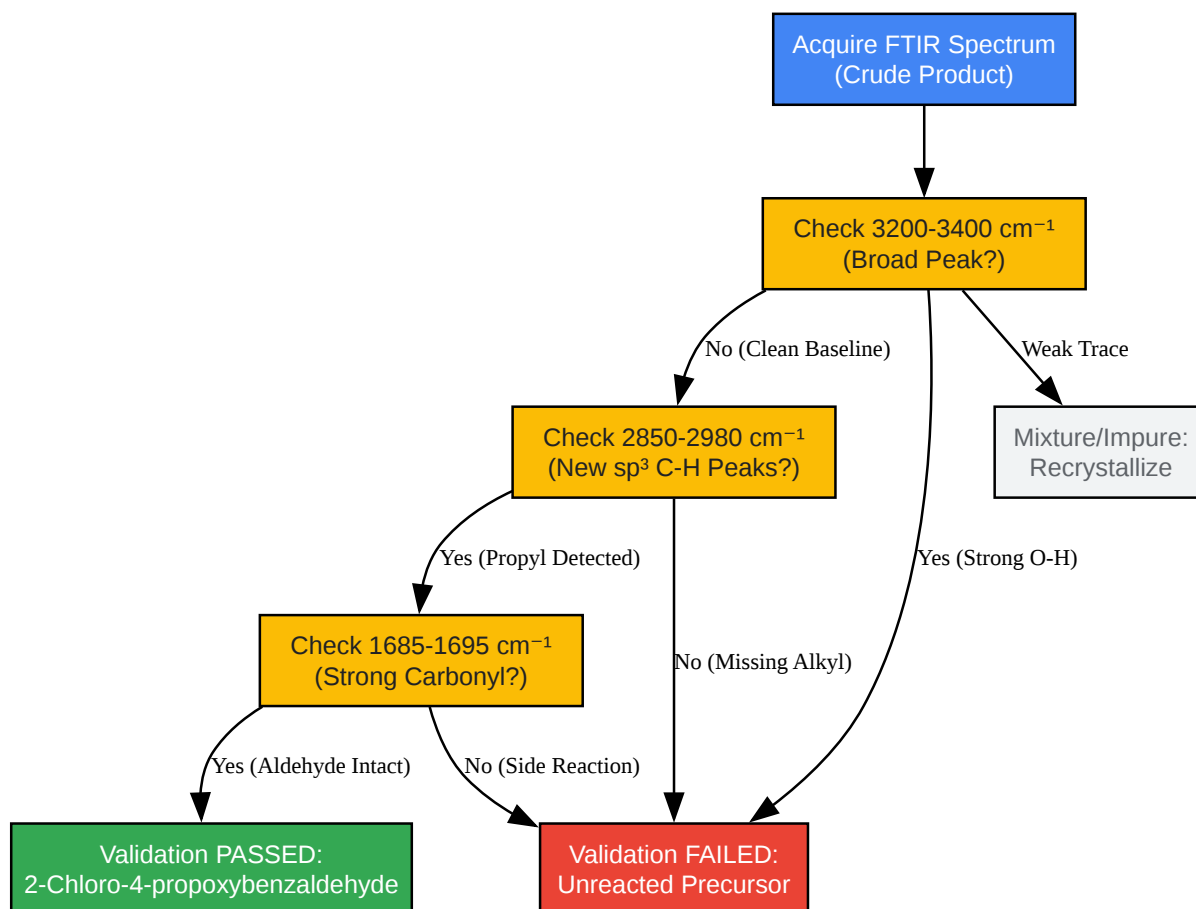 Acquire FTIR Spectrum
(Crude Product)
Check 3200-3400 cm⁻¹
(Broad Peak?)
No (Clean Baseline)
Weak Trace
Check 2850-2980 cm⁻¹
(New sp³ C-H Peaks?)
Mixture/Impure:
Recrystallize
Yes (Propyl Detected)
Yes (Strong O-H)
Check 1685-1695 cm⁻¹
(Strong Carbonyl?)
No (Missing Alkyl)
Yes (Aldehyde Intact)
No (Side Reaction)
Validation PASSED:
2-Chloro-4-propoxybenzaldehyde
Validation FAILED:
Unreacted Precursor